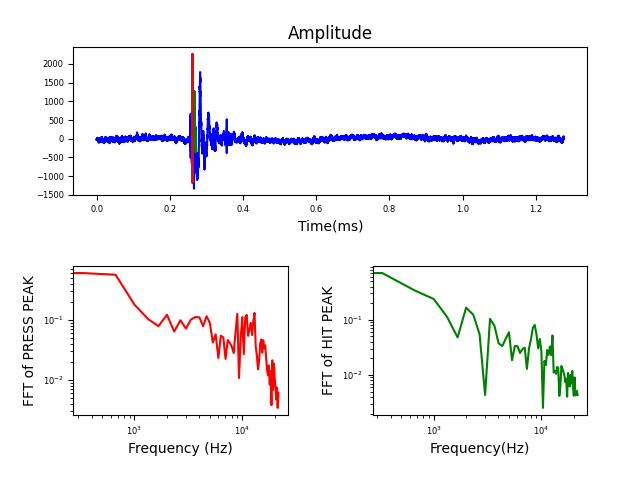 Amplitude
2000
1500
1000
500
0
−500
−1000
−1500
0.0 0.2 0.4 0.6 0.8 1.0 1.2
Time(ms)
FFT of PRESS PEAK
10⁻¹
10⁻²
10³ 10⁴
Frequency (Hz)
FFT of HIT PEAK
10⁻¹
10⁻²
10³ 10⁴
Frequency(Hz)